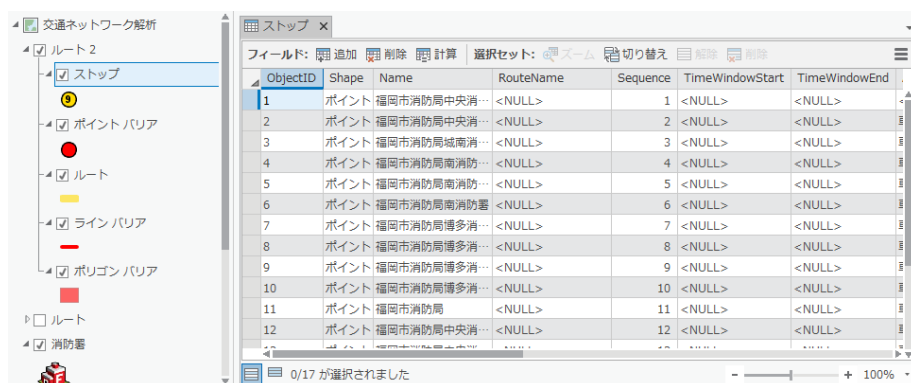 交通ネットワーク解析
ルート 2
ストップ
9
ポイント バリア
ルート
ライン バリア
ポリゴン バリア
ルート
消防署
ストップ ×
フィールド: 追加 削除 計算 選択セット: ズーム 切り替え 解除 削除
ObjectID Shape Name RouteName Sequence TimeWindowStart TimeWindowEnd
1 ポイント 福岡市消防局中央消… <NULL> 1 <NULL> <NULL>
2 ポイント 福岡市消防局中央消… <NULL> 2 <NULL> <NULL>
3 ポイント 福岡市消防局城南消… <NULL> 3 <NULL> <NULL>
4 ポイント 福岡市消防局南消防… <NULL> 4 <NULL> <NULL>
5 ポイント 福岡市消防局南消防… <NULL> 5 <NULL> <NULL>
6 ポイント 福岡市消防局南消防署 <NULL> 6 <NULL> <NULL>
7 ポイント 福岡市消防局博多消… <NULL> 7 <NULL> <NULL>
8 ポイント 福岡市消防局博多消… <NULL> 8 <NULL> <NULL>
9 ポイント 福岡市消防局博多消… <NULL> 9 <NULL> <NULL>
10 ポイント 福岡市消防局博多消… <NULL> 10 <NULL> <NULL>
11 ポイント 福岡市消防局 <NULL> 11 <NULL> <NULL>
12 ポイント 福岡市消防局中央消… <NULL> 12 <NULL> <NULL>
0/17 が選択されました - + 100%